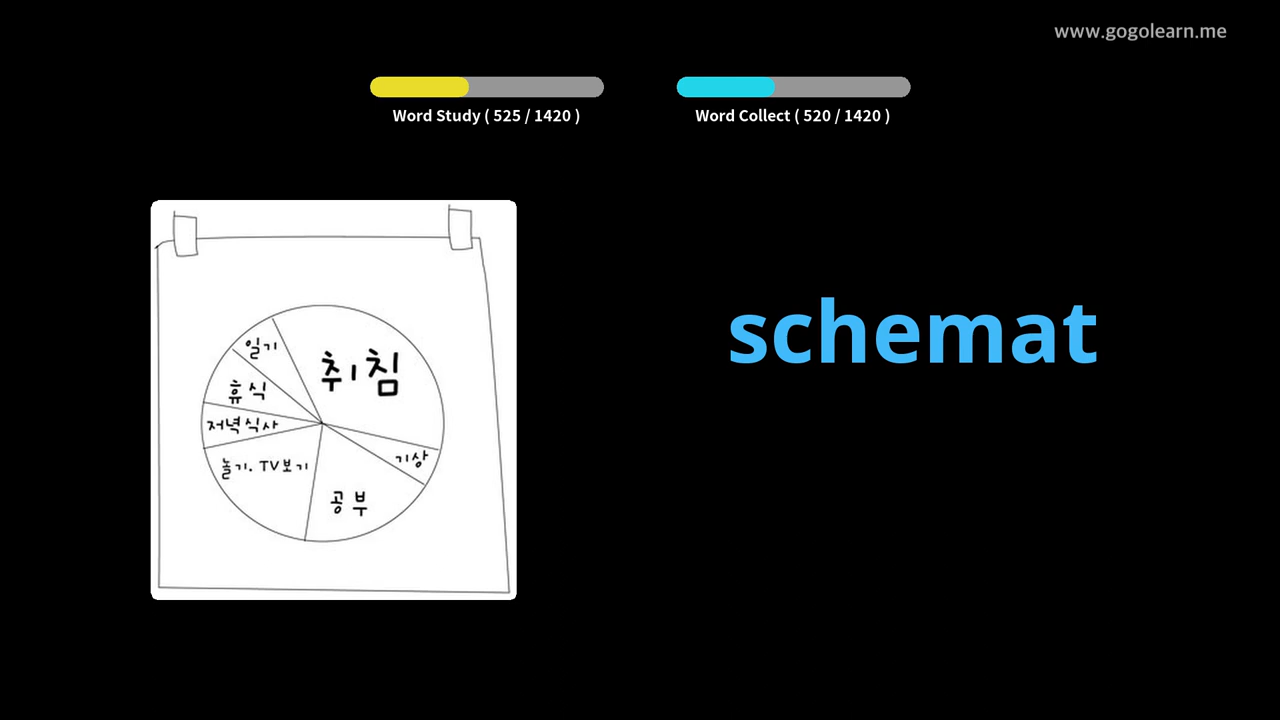 www.gogolearn.me
Word Study ( 525 / 1420 )
Word Collect ( 520 / 1420 )
schemat
일기
취침
휴식
저녁식사
놀기. TV보기
기상
공부